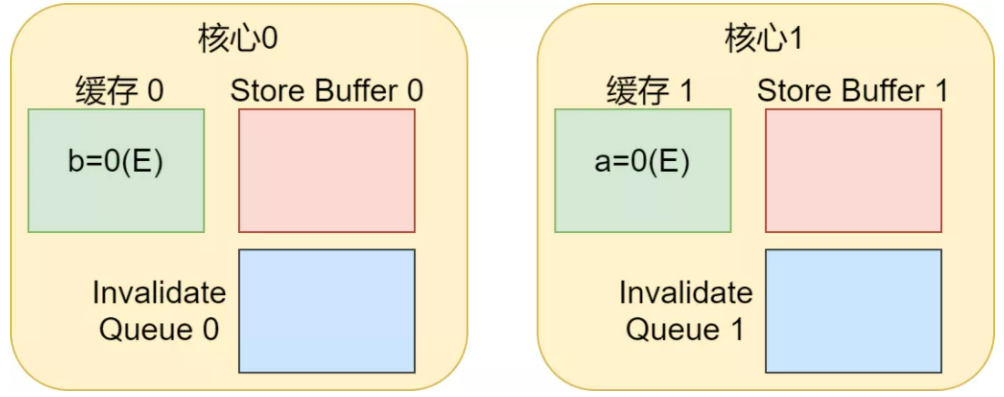 核心0
缓存 0
Store Buffer 0
b=0(E)
Invalidate
Queue 0
核心1
缓存 1
Store Buffer 1
a=0(E)
Invalidate
Queue 1